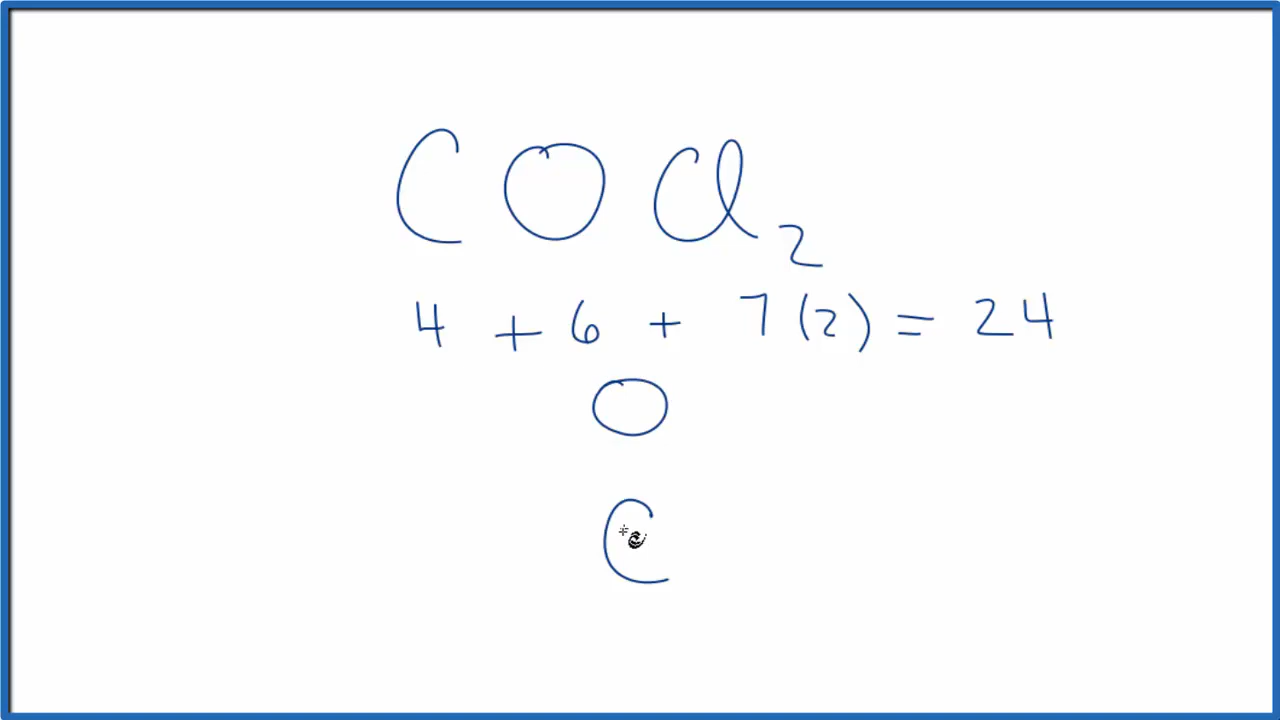 COCl₂
4 + 6 + 7(2) = 24
O
C